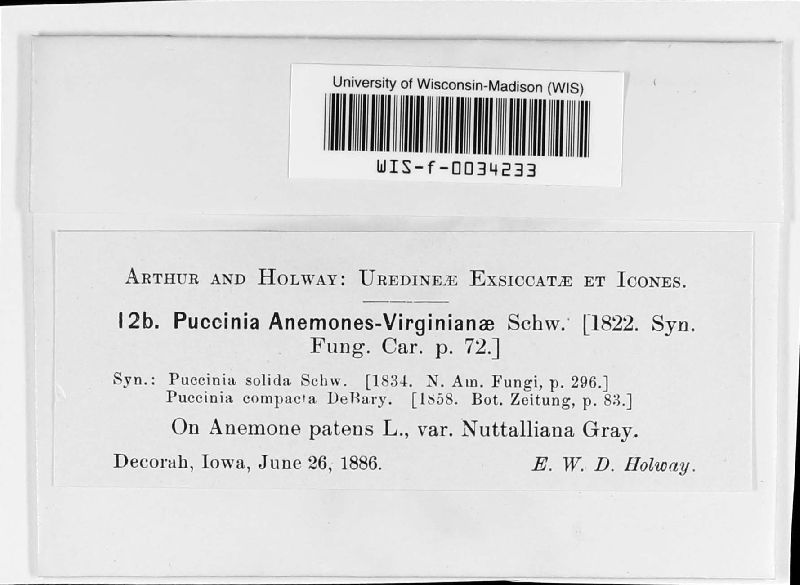 University of Wisconsin-Madison (WIS)
WIS-f-0034233
ARTHUR AND HOLWAY: UREDINEÆ EXSICCATÆ ET ICONES.
12b. Puccinia Anemones-Virginianæ Schw. [1822. Syn.
Fung. Car. p. 72.]
Syn.: Puccinia solida Schw. [1834. N. Am. Fungi, p. 296.]
Puccinia compacta DeBary. [1858. Bot. Zeitung, p. 83.]
On Anemone patens L., var. Nuttalliana Gray.
Decorah, Iowa, June 26, 1886. E. W. D. Holway.